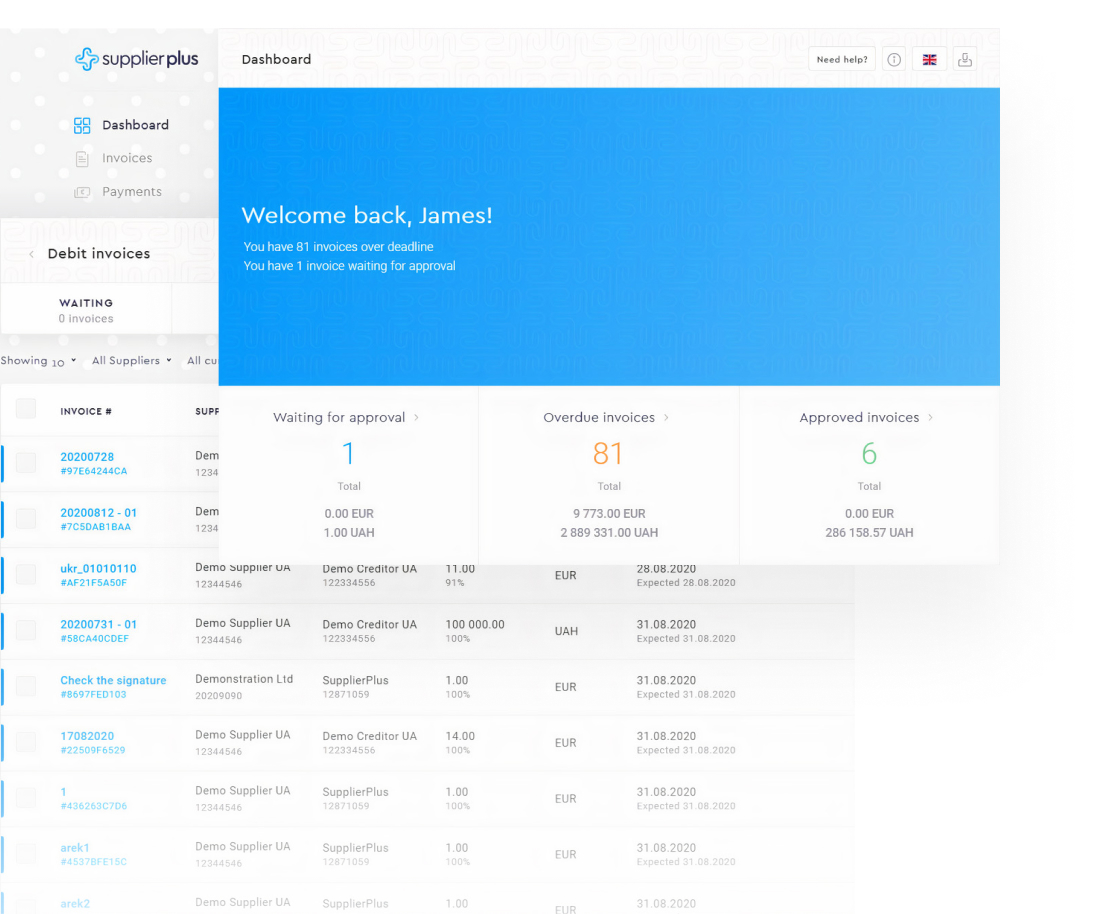 supplierplus
Dashboard
Need help?
Dashboard
Invoices
Payments
Welcome back, James!
You have 81 invoices over deadline
You have 1 invoice waiting for approval
Waiting for approval
1
Total
0.00 EUR
1.00 UAH
Overdue invoices
81
Total
9 773.00 EUR
2 889 331.00 UAH
Approved invoices
6
Total
0.00 EUR
286 158.57 UAH
Debit invoices
WAITING
0 invoices
Showing 10 All Suppliers All cu
INVOICE # SUPP
20200728 Dem
#97E64244CA 1234
20200812 - 01 Dem
#7C5DAB1BAA 1234
ukr_01010110 Demo Supplier UA Demo Creditor UA 11.00 EUR 28.08.2020
#AF21F5A50F 12344546 122334556 91% Expected 28.08.2020
20200731 - 01 Demo Supplier UA Demo Creditor UA 100 000.00 UAH 31.08.2020
#58CA40CDEF 12344546 122334556 100% Expected 31.08.2020
Check the signature Demonstration Ltd SupplierPlus 1.00 EUR 31.08.2020
#8697FED103 20209090 12871059 100% Expected 31.08.2020
17082020 Demo Supplier UA Demo Creditor UA 14.00 EUR 31.08.2020
#22509F6529 12344546 122334556 100% Expected 31.08.2020
1 Demo Supplier UA SupplierPlus 1.00 EUR 31.08.2020
#436263C7D6 12344546 12871059 100% Expected 31.08.2020
arek1 Demo Supplier UA SupplierPlus 1.00 EUR 31.08.2020
#4537BFE15C 12344546 12871059 100% Expected 31.08.2020
arek2 Demo Supplier UA SupplierPlus 1.00 EUR 31.08.2020